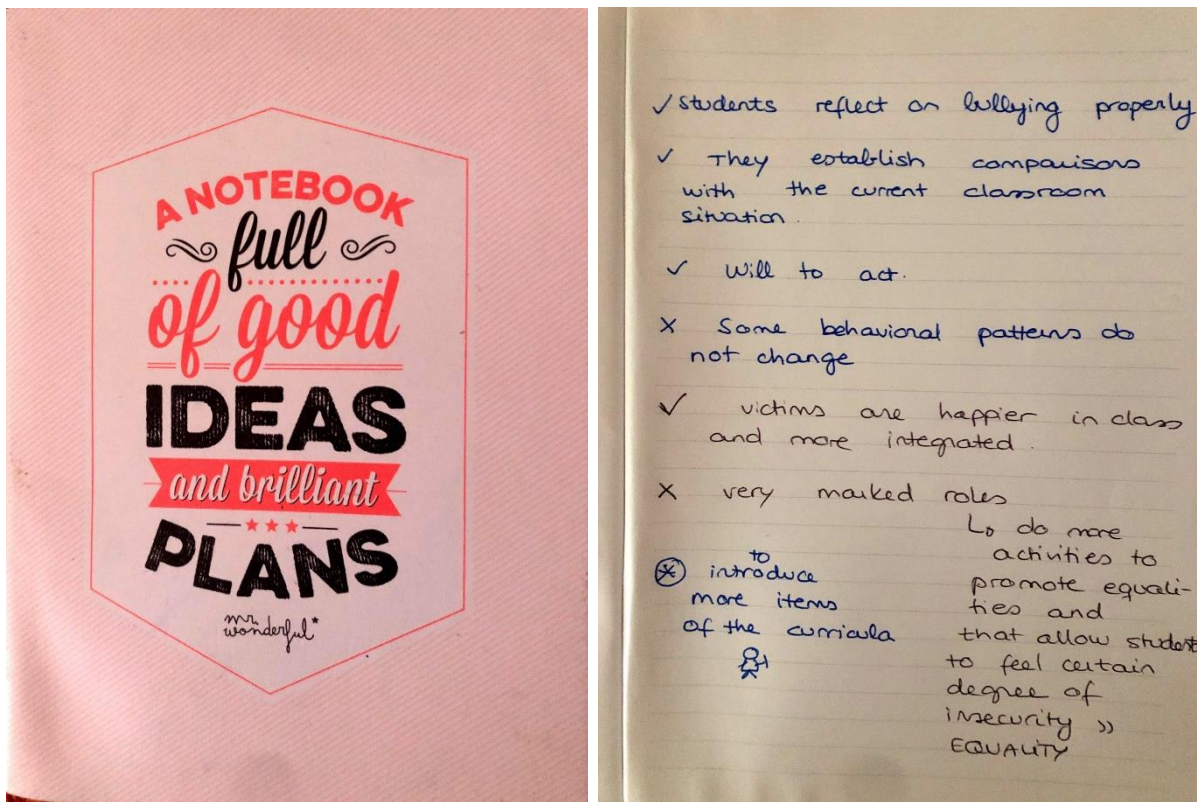 A NOTEBOOK
full
of good
IDEAS
and brilliant
PLANS
mr.
wonderful*
✓ students reflect on bullying properly
✓ They establish comparisons
with the current classroom
situation.
✓ Will to act.
X Some behavioral patterns do
not change
✓ victims are happier in class
and more integrated.
X very marked roles
↳ do more
activities to
promote equali-
ties and
that allow student
to feel certain
degree of
insecurity »
EQUALITY
⊛ to
introduce
more items
of the curricula